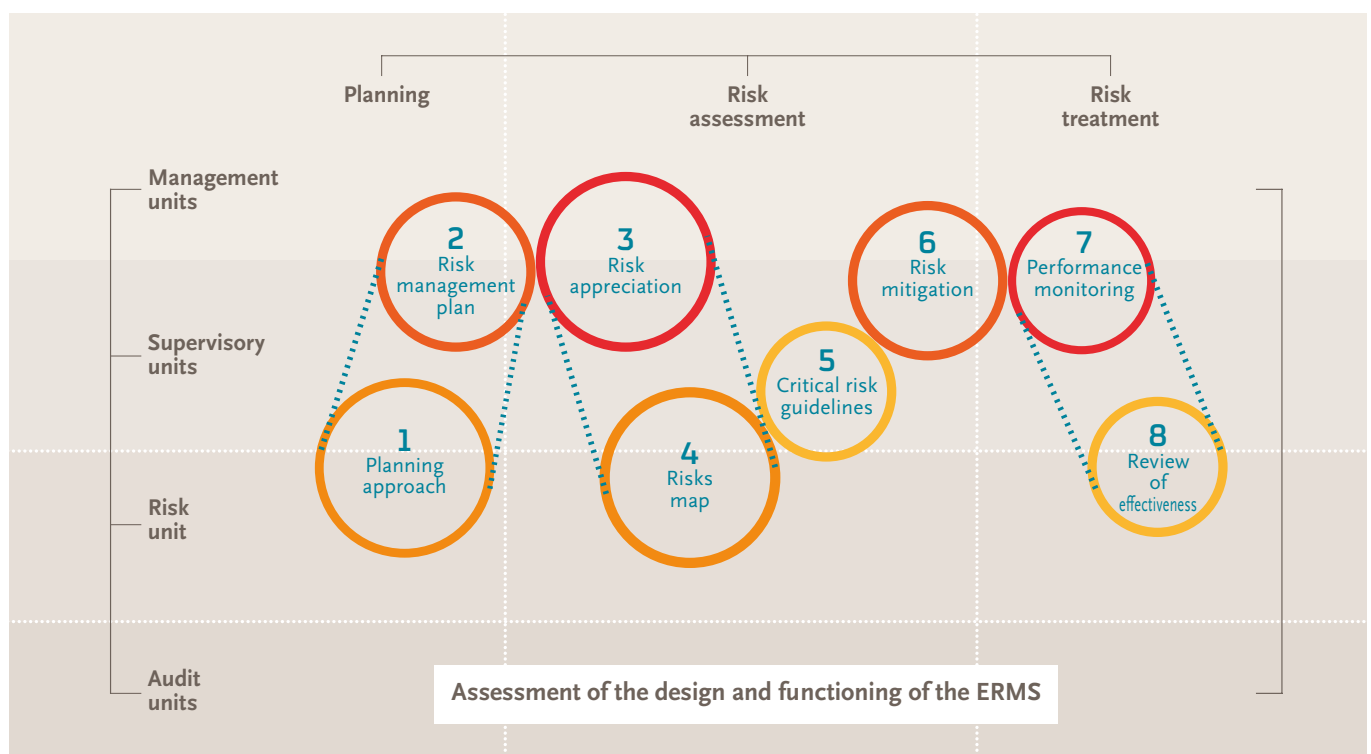 Planning
Risk
assessment
Risk
treatment
Management
units
2
Risk
management
plan
3
Risk
appreciation
6
Risk
mitigation
7
Performance
monitoring
Supervisory
units
5
Critical risk
guidelines
1
Planning
approach
4
Risks
map
8
Review
of
effectiveness
Risk
unit
Audit
units
Assessment of the design and functioning of the ERMS